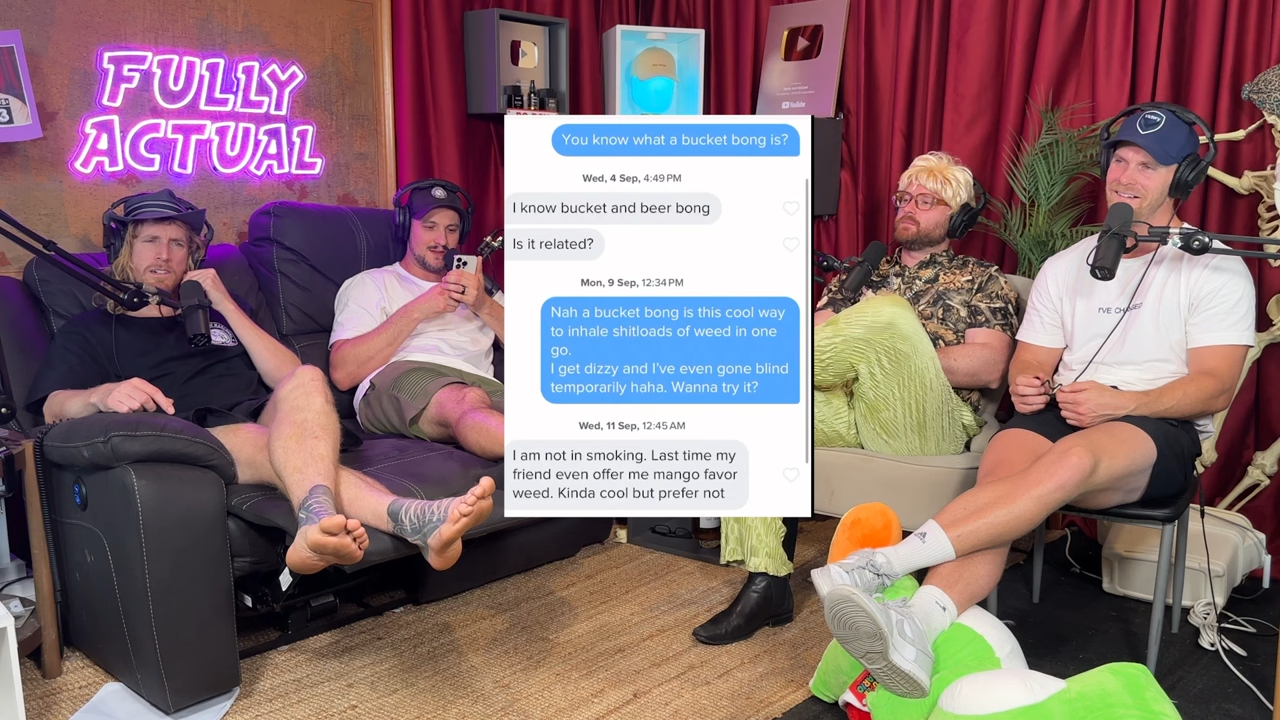 FULLY
ACTUAL
YouTube
You know what a bucket bong is?
Wed, 4 Sep, 4:49 PM
I know bucket and beer bong
Is it related?
Mon, 9 Sep, 12:34 PM
Nah a bucket bong is this cool way
to inhale shitloads of weed in one
go.
I get dizzy and I've even gone blind
temporarily haha. Wanna try it?
Wed, 11 Sep, 12:45 AM
I am not in smoking. Last time my
friend even offer me mango favor
weed. Kinda cool but prefer not
I'VE CHANGED